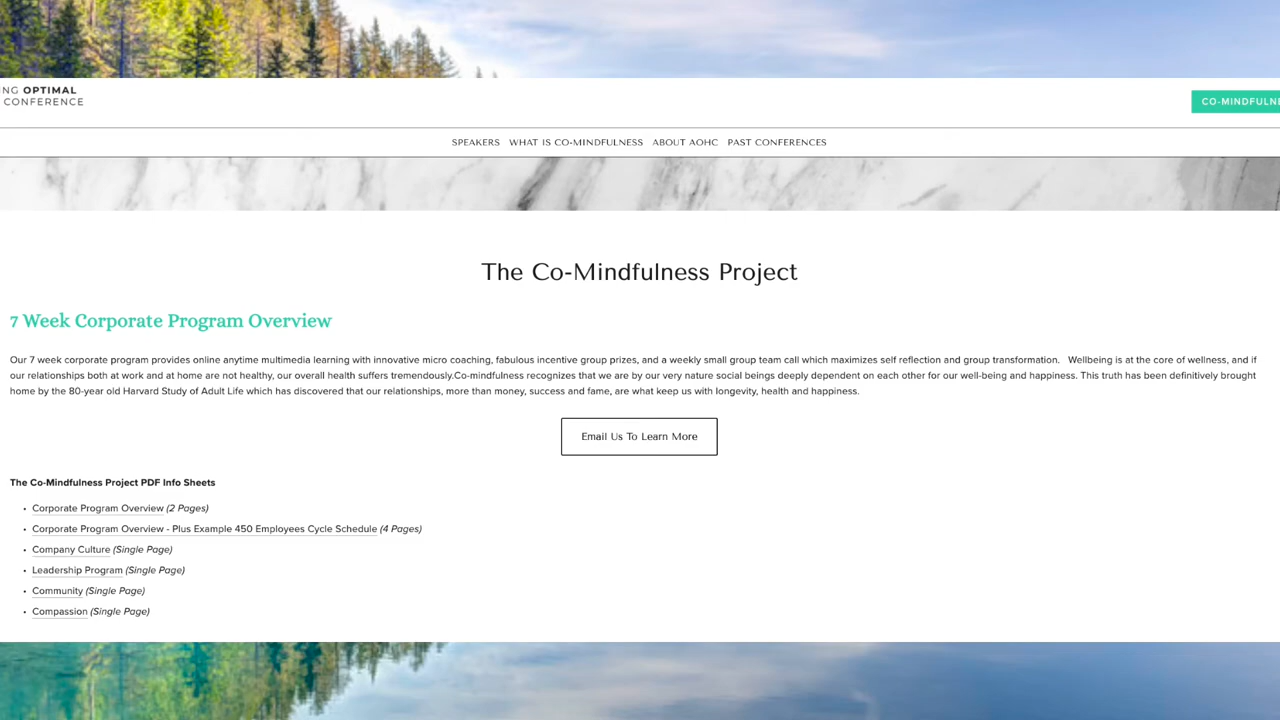 OPTIMAL
CONFERENCE
SPEAKERS WHAT IS CO-MINDFULNESS ABOUT AOHC PAST CONFERENCES
The Co-Mindfulness Project
7 Week Corporate Program Overview
Our 7 week corporate program provides online anytime multimedia learning with innovative micro coaching, fabulous incentive group prizes, and a weekly small group team call which maximizes self reflection and group transformation. Wellbeing is at the core of wellness, and if
our relationships both at work and at home are not healthy, our overall health suffers tremendously.Co-mindfulness recognizes that we are by our very nature social beings deeply dependent on each other for our well-being and happiness. This truth has been definitively brought
home by the 80-year old Harvard Study of Adult Life which has discovered that our relationships, more than money, success and fame, are what keep us with longevity, health and happiness.
Email Us To Learn More
The Co-Mindfulness Project PDF Info Sheets
• Corporate Program Overview (2 Pages)
• Corporate Program Overview - Plus Example 450 Employees Cycle Schedule (4 Pages)
• Company Culture (Single Page)
• Leadership Program (Single Page)
• Community (Single Page)
• Compassion (Single Page)